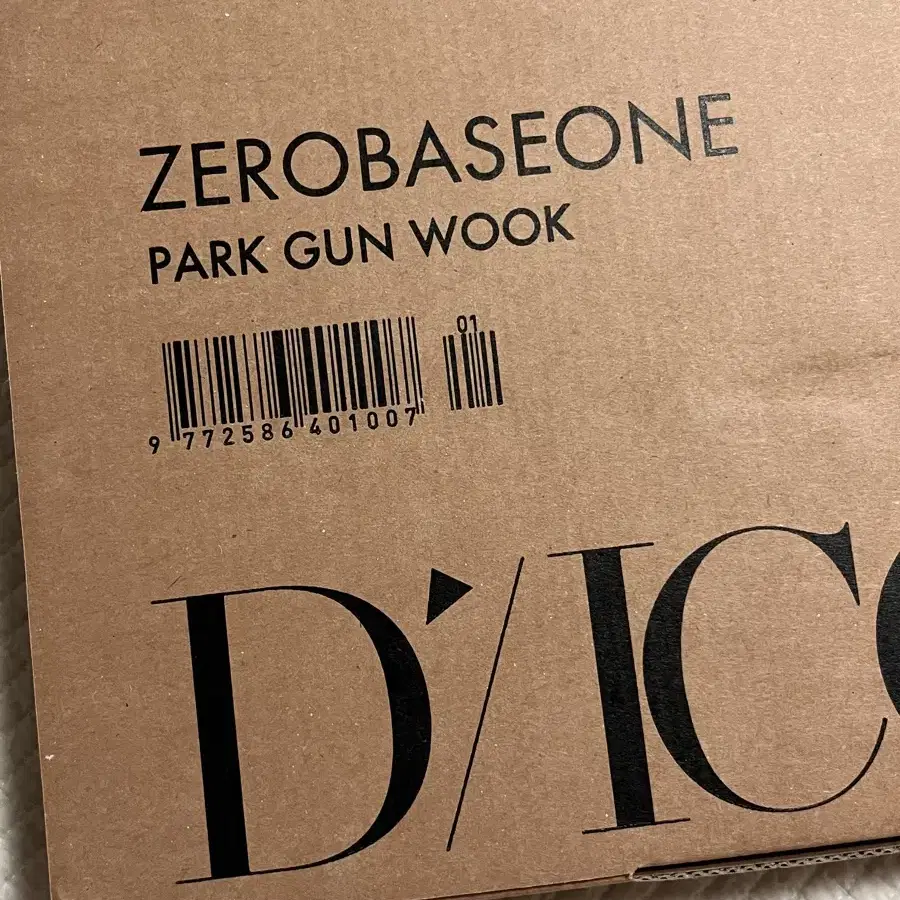 ZEROBASEONE
PARK GUN WOOK
01
9 772586 401007
D'/IC